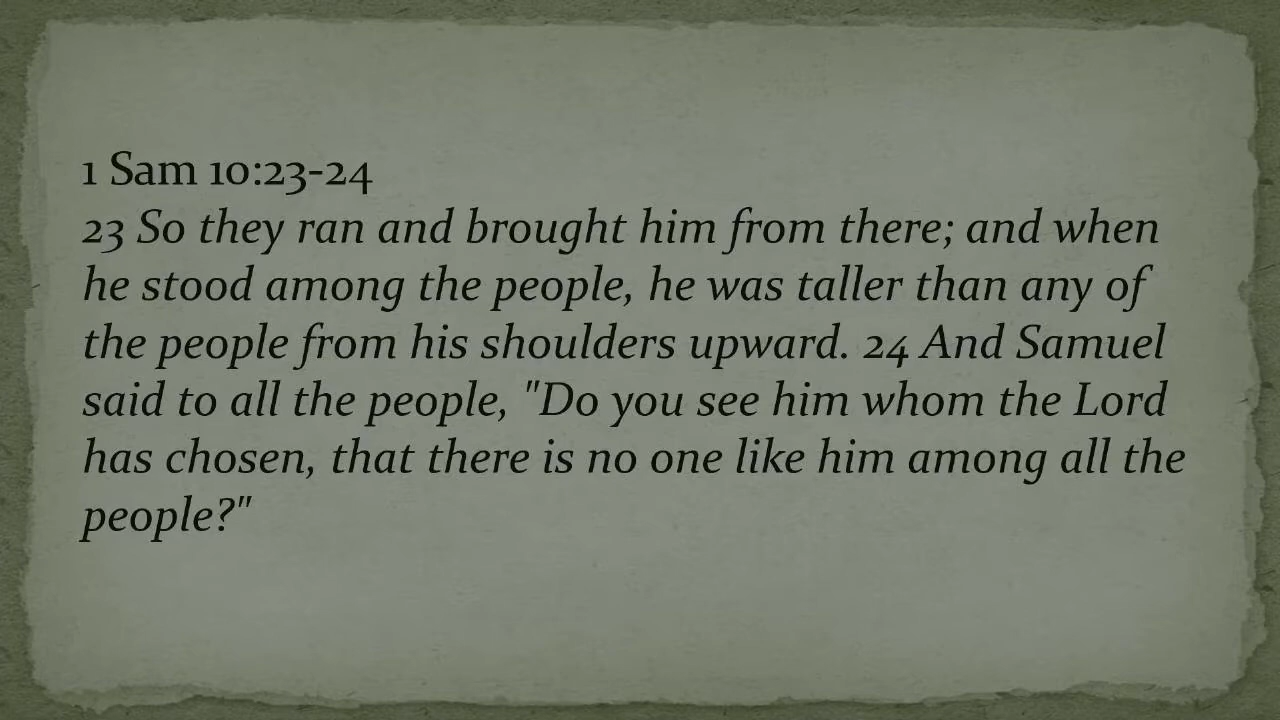 1 Sam 10:23-24
23 So they ran and brought him from there; and when
he stood among the people, he was taller than any of
the people from his shoulders upward. 24 And Samuel
said to all the people, "Do you see him whom the Lord
has chosen, that there is no one like him among all the
people?"